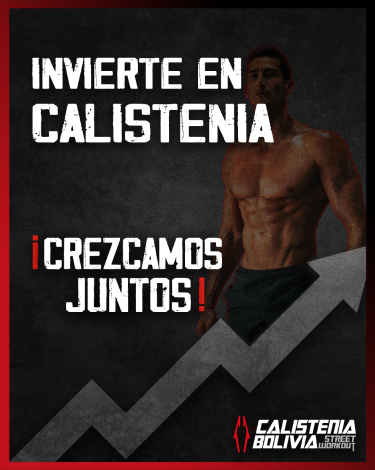 INVIERTE EN
CALISTENIA
¡CREZCAMOS
JUNTOS!
CALISTENIA
BOLIVIA STREET
WORKOUT